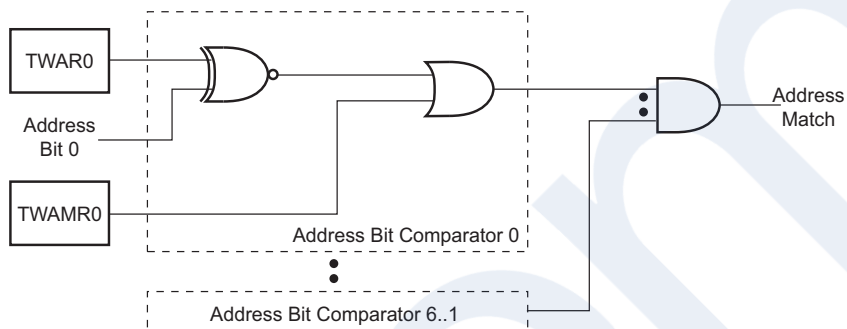 TWAR0
Address
Bit 0
TWAMR0
Address Bit Comparator 0
Address Bit Comparator 6..1
Address
Match